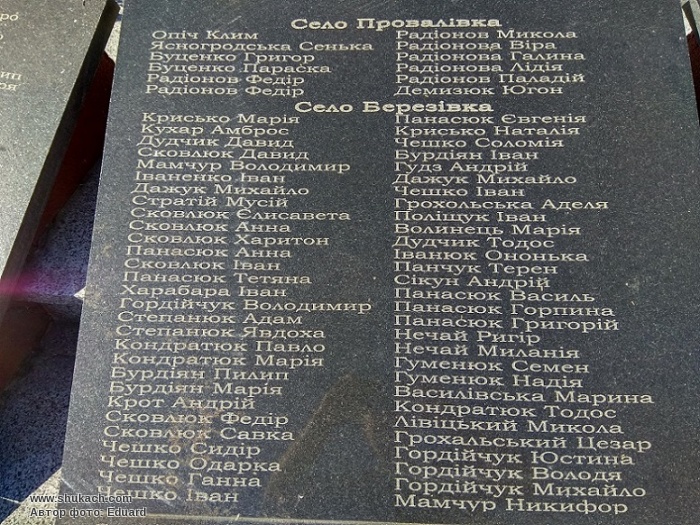 Село Провалівка
Опіч Клим
Ясногродська Сенька
Буценко Григор
Буценко Параска
Радіонов Федір
Радіонов Федір
Радіонов Микола
Радіонова Віра
Радіонова Галина
Радіонова Лідія
Радіонов Паладій
Демизюк Югон
Село Березівка
Крисько Марія
Кухар Амброс
Дудчик Давид
Сковлюк Давид
Мамчур Володимир
Іваненко Іван
Дажук Михайло
Стратій Мусій
Сковлюк Єлисавета
Сковлюк Анна
Сковлюк Харитон
Панасюк Анна
Сковлюк Іван
Панасюк Тетяна
Харабара Іван
Гордійчук Володимир
Степанюк Адам
Степанюк Явдоха
Кондратюк Павло
Кондратюк Марія
Бурдіян Пилип
Бурдіян Марія
Крот Андрій
Сковлюк Федір
Сковлюк Савка
Чешко Сидір
Чешко Одарка
Чешко Ганна
Чешко Іван
Панасюк Євгенія
Крисько Наталія
Чешко Соломія
Бурдіян Іван
Гудз Андрій
Дажук Михайло
Чешко Іван
Грохольська Аделя
Поліщук Іван
Волинець Марія
Дудчик Тодос
Іванюк Ононька
Панчук Терен
Сікун Андрій
Панасюк Василь
Панасюк Горпина
Панасюк Григорій
Нечай Ригір
Нечай Миланія
Гуменюк Семен
Гуменюк Надія
Василівська Марина
Кондратюк Тодос
Лівіцький Микола
Грохальський Цезар
Гордійчук Юстина
Гордійчук Володя
Гордійчук Михайло
Мамчур Никифор
www.shukach.com
Автор фото: Eduard